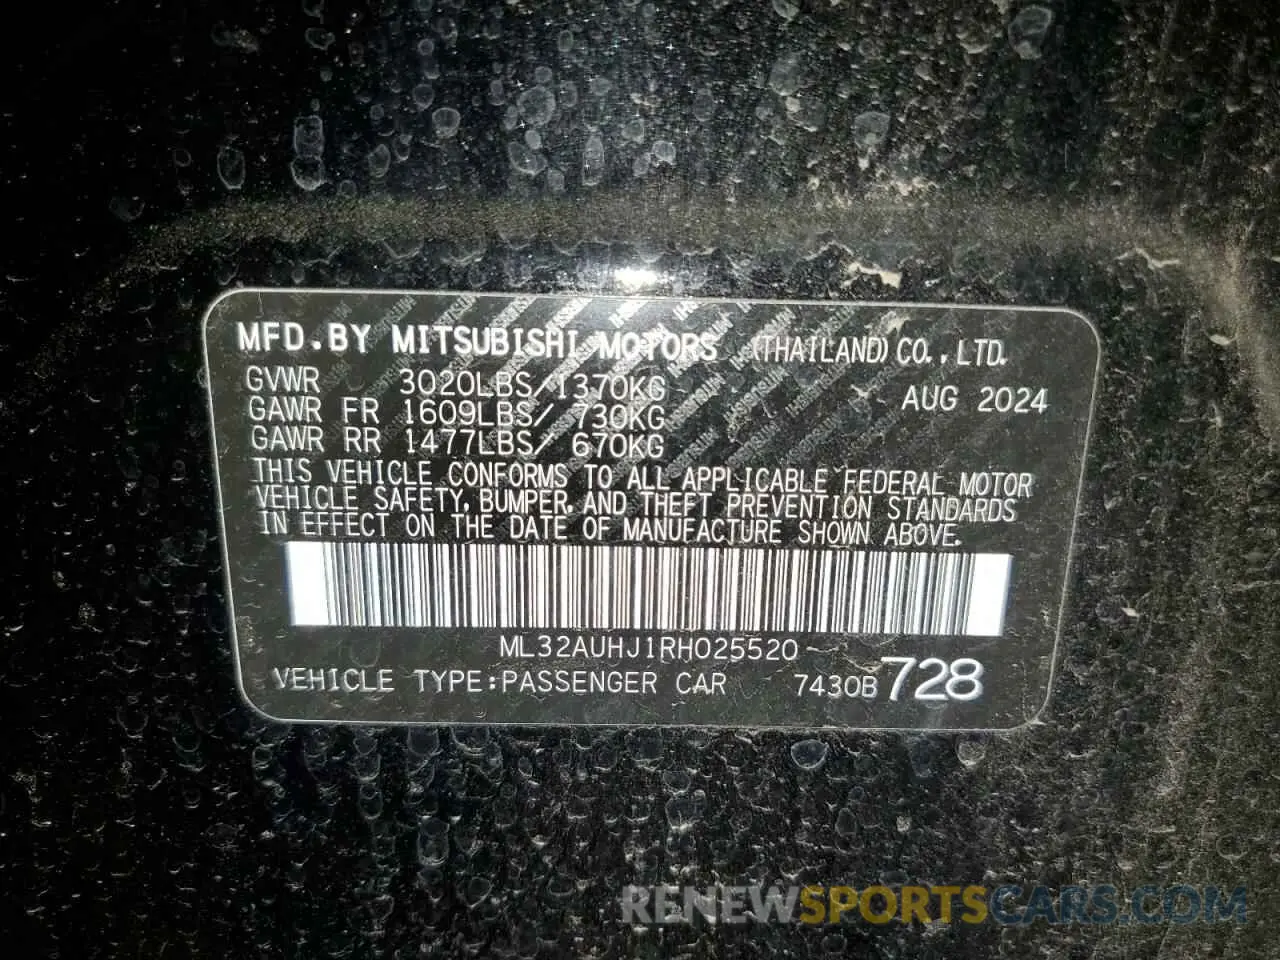 MFD. BY MITSUBISHI MOTORS (THAILAND) CO., LTD.
GVWR 3020LBS/1370KG AUG 2024
GAWR FR 1609LBS/ 730KG
GAWR RR 1477LBS/ 670KG
THIS VEHICLE CONFORMS TO ALL APPLICABLE FEDERAL MOTOR
VEHICLE SAFETY, BUMPER, AND THEFT PREVENTION STANDARDS
IN EFFECT ON THE DATE OF MANUFACTURE SHOWN ABOVE.
ML32AUHJ1RH025520
VEHICLE TYPE:PASSENGER CAR 7430B 728
RENEWSPORTSCARS.COM